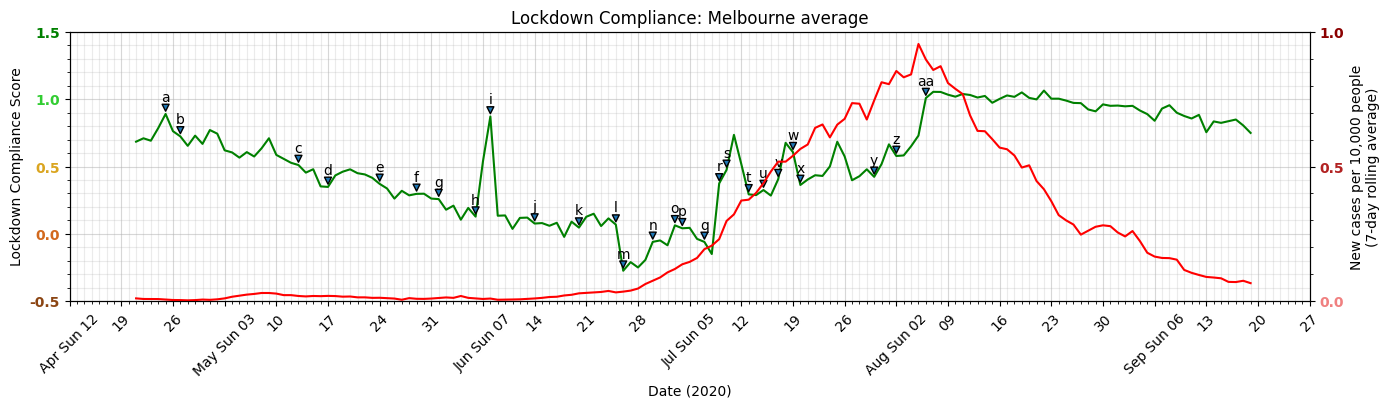 Lockdown Compliance: Melbourne average
Lockdown Compliance Score
1.5
1.0
0.5
0.0
-0.5
New cases per 10,000 people
(7-day rolling average)
1.0
0.5
0.0
a
b
c
d
e
f
g
h
i
j
k
l
m
n
o
p
q
r
s
t
u
v
w
x
y
z
aa
Apr Sun 12
19
26
May Sun 03
10
17
24
31
Jun Sun 07
14
21
28
Jul Sun 05
12
19
26
Aug Sun 02
09
16
23
30
Sep Sun 06
13
20
27
Date (2020)